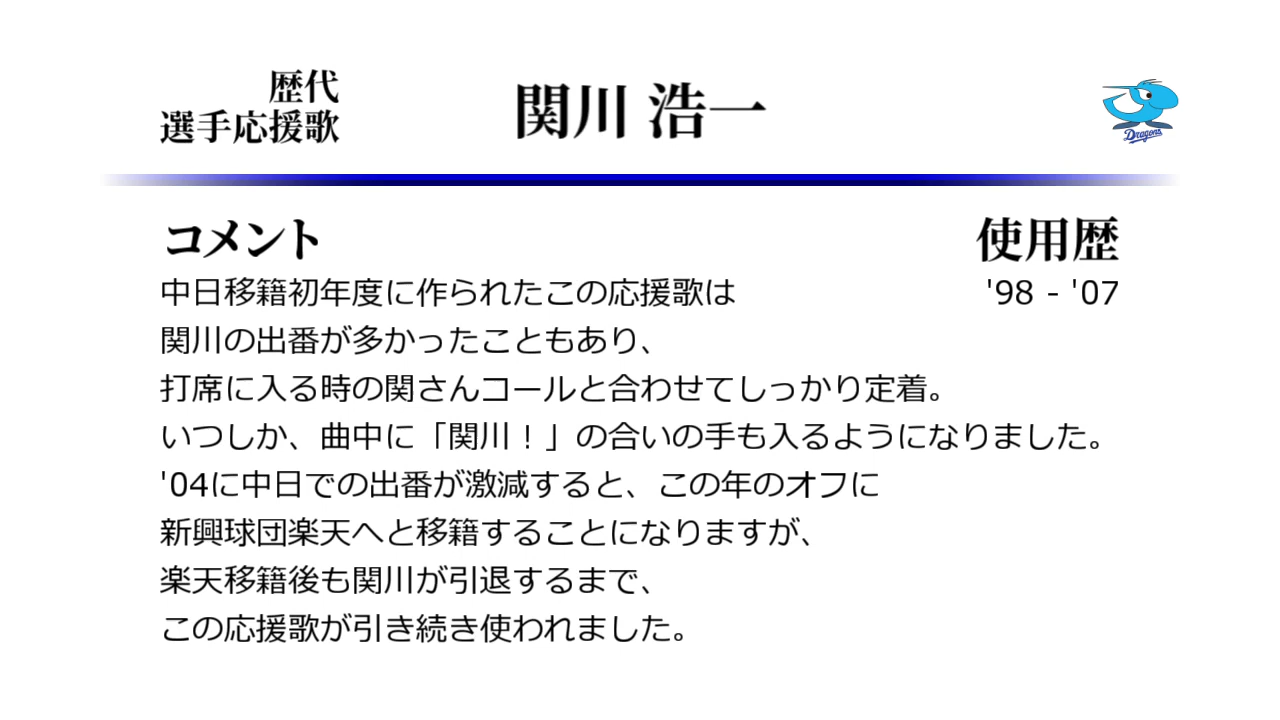 歴代
選手応援歌
関川 浩一
Dragons
コメント
使用歴
中日移籍初年度に作られたこの応援歌は
'98 - '07
関川の出番が多かったこともあり、
打席に入る時の関さんコールと合わせてしっかり定着。
いつしか、曲中に「関川！」の合いの手も入るようになりました。
'04に中日での出番が激減すると、この年のオフに
新興球団楽天へと移籍することになりますが、
楽天移籍後も関川が引退するまで、
この応援歌が引き続き使われました。